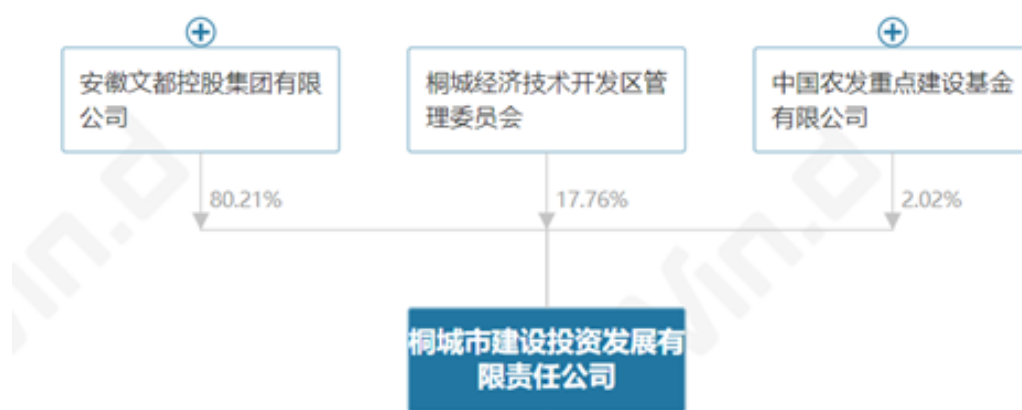 安徽文都控股集团有限
公司
桐城经济技术开发区管
理委员会
中国农发重点建设基金
有限公司
80.21%
17.76%
2.02%
桐城市建设投资发展有
限责任公司
Win.d
Win.d